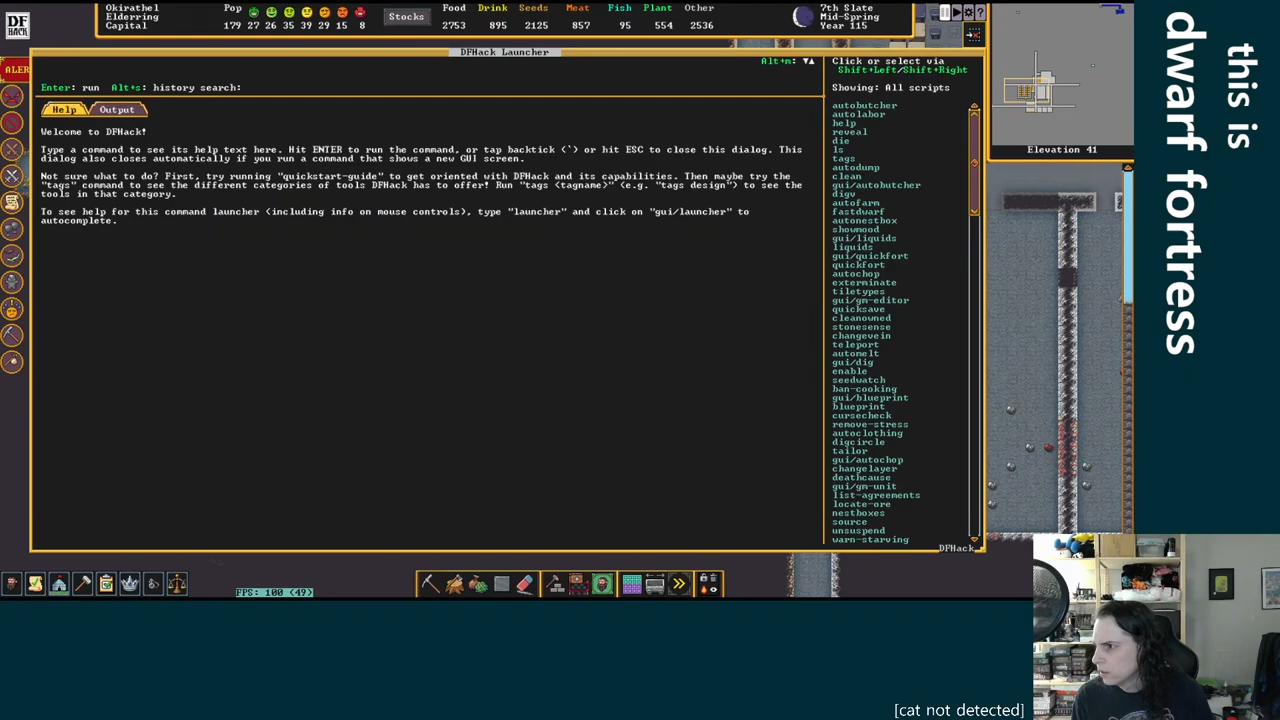 Okirathel
Elderring
Capital
Pop
179 27 26 35 39 29 15 8
Stocks
Food Drink Seeds Meat Fish Plant Other
2753 895 2125 857 95 554 2536
7th Slate
Mid-Spring
Year 115
DF
HACK
ALER
DFHack Launcher
Alt+m:
Enter: run Alt+s: history search:
Help Output
Welcome to DFHack!
Type a command to see its help text here. Hit ENTER to run the command, or tap backtick (`) or hit ESC to close this dialog. This
dialog also closes automatically if you run a command that shows a new GUI screen.
Not sure what to do? First, try running "quickstart-guide" to get oriented with DFHack and its capabilities. Then maybe try the
"tags" command to see the different categories of tools DFHack has to offer! Run "tags <tagname>" (e.g. "tags design") to see the
tools in that category.
To see help for this command launcher (including info on mouse controls), type "launcher" and click on "gui/launcher" to
autocomplete.
Click or select via
Shift+Left/Shift+Right
Showing: All scripts
autobutcher
autolabor
help
reveal
die
ls
tags
autodump
clean
gui/autobutcher
digv
autofarm
fastdwarf
autonestbox
showmood
gui/liquids
liquids
gui/quickfort
quickfort
autochop
exterminate
tiletypes
gui/gm-editor
quicksave
cleanowned
stonesense
changevein
teleport
automelt
gui/dig
enable
seedwatch
ban-cooking
gui/blueprint
blueprint
cursecheck
remove-stress
autoclothing
digcircle
tailor
gui/autochop
changelayer
deathcause
gui/gm-unit
list-agreements
locate-ore
nestboxes
source
unsuspend
warn-starving
DFHack
Elevation 41
FPS: 100 (49)
this is
dwarf fortress
[cat not detected]